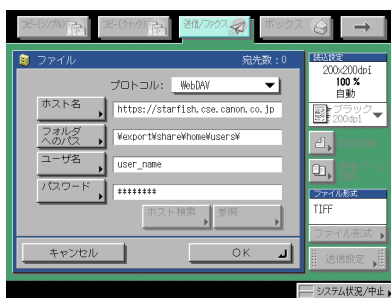 コピー(シンプル)
コピー(クイック)
送信/ファクス
ボックス
ファイル
宛先数:0
プロトコル:
WebDAV
ホスト名
https://starfish.cse.canon.co.jp
フォルダ
へのパス
¥export¥share¥home¥users¥
ユーザ名
user_name
パスワード
********
ホスト検索
参照
キャンセル
OK
読込設定
200×200dpi
100 %
自動
ブラック
200dpi
ファイル形式
TIFF
ファイル形式
送信設定
システム状況/中止